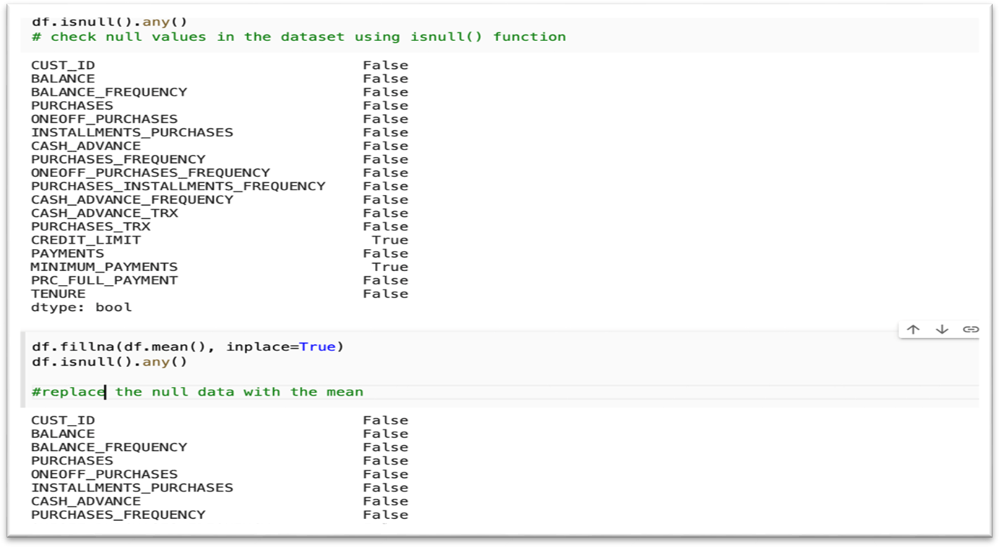 df.isnull().any()
# check null values in the dataset using isnull() function
CUST_ID False
BALANCE False
BALANCE_FREQUENCY False
PURCHASES False
ONEOFF_PURCHASES False
INSTALLMENTS_PURCHASES False
CASH_ADVANCE False
PURCHASES_FREQUENCY False
ONEOFF_PURCHASES_FREQUENCY False
PURCHASES_INSTALLMENTS_FREQUENCY False
CASH_ADVANCE_FREQUENCY False
CASH_ADVANCE_TRX False
PURCHASES_TRX False
CREDIT_LIMIT True
PAYMENTS False
MINIMUM_PAYMENTS True
PRC_FULL_PAYMENT False
TENURE False
dtype: bool
df.fillna(df.mean(), inplace=True)
df.isnull().any()
#replace the null data with the mean
CUST_ID False
BALANCE False
BALANCE_FREQUENCY False
PURCHASES False
ONEOFF_PURCHASES False
INSTALLMENTS_PURCHASES False
CASH_ADVANCE False
PURCHASES_FREQUENCY False